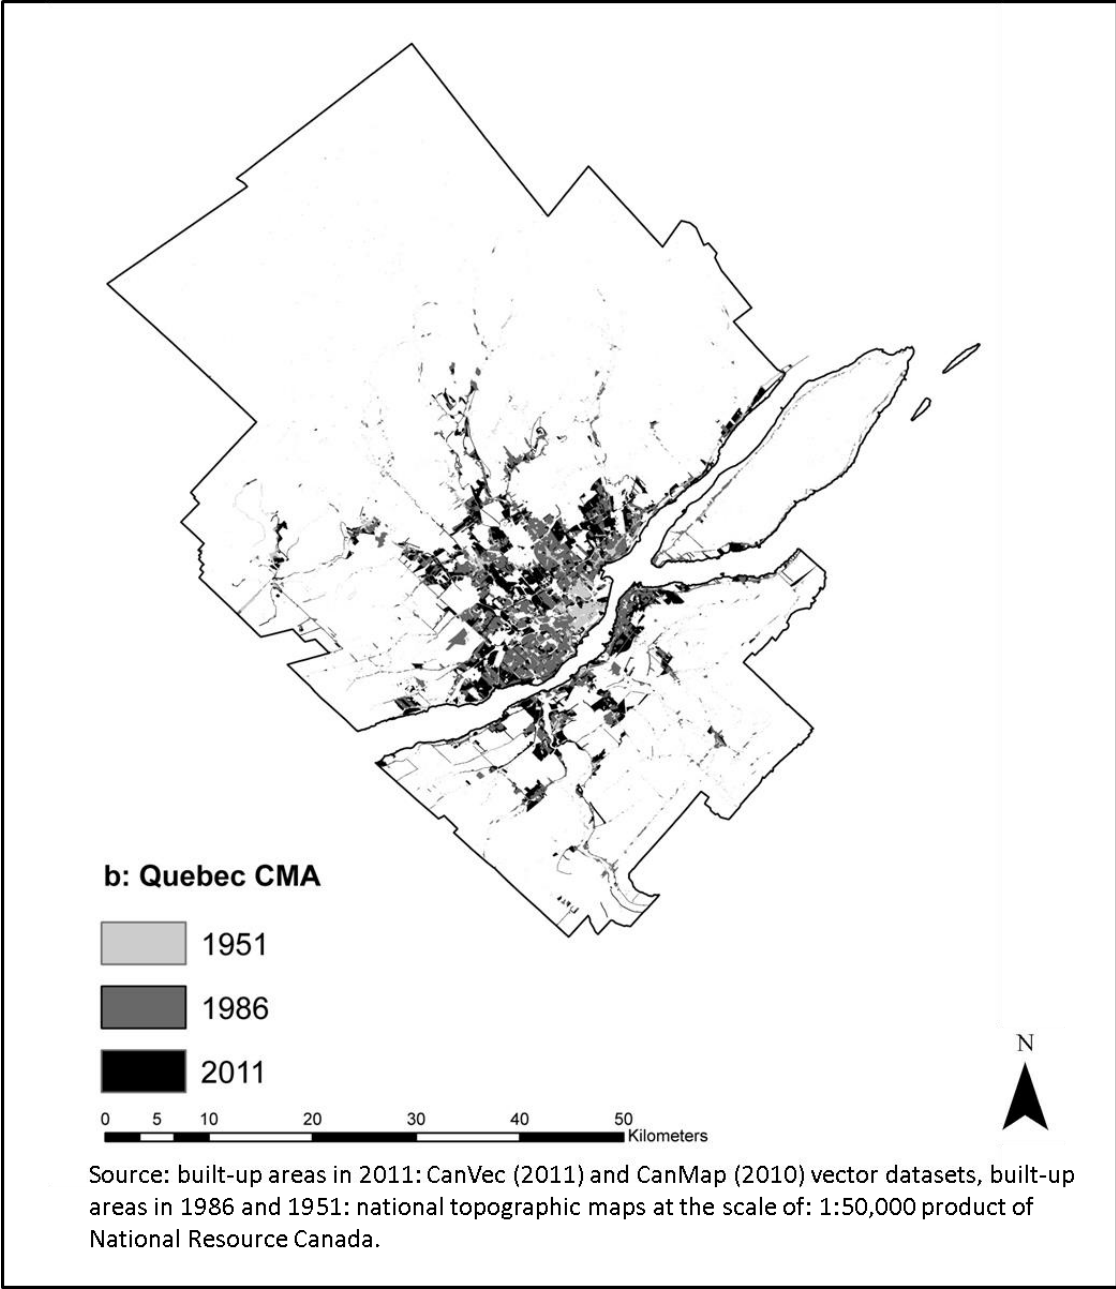 b: Quebec CMA
1951
1986
2011
0 5 10 20 30 40 50
Kilometers
N
Source: built-up areas in 2011: CanVec (2011) and CanMap (2010) vector datasets, built-up
areas in 1986 and 1951: national topographic maps at the scale of: 1:50,000 product of
National Resource Canada.